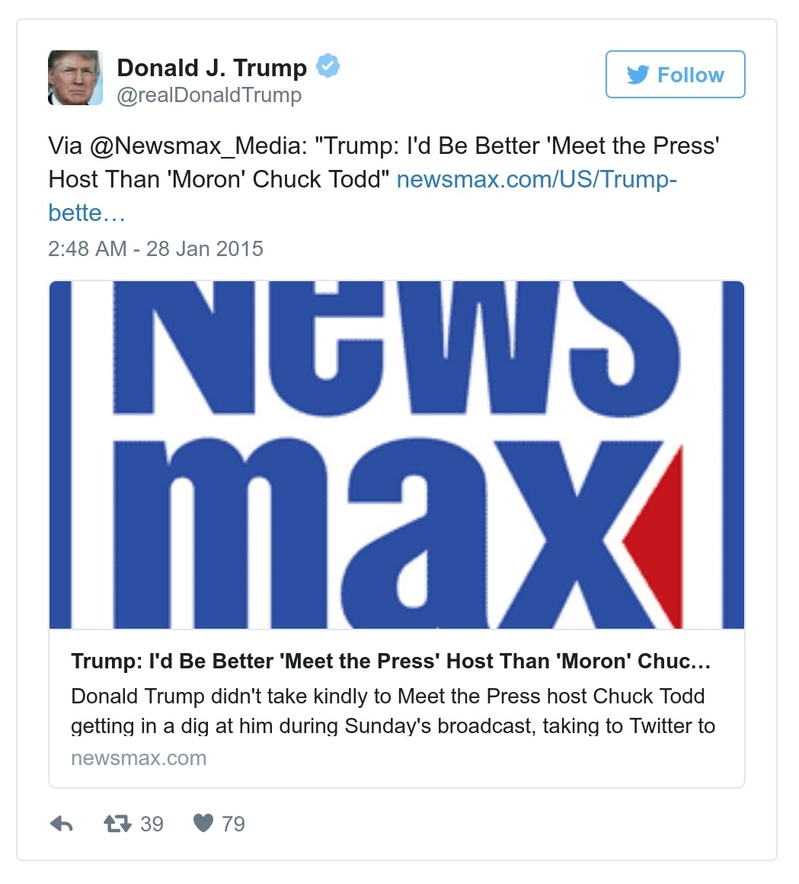 Donald J. Trump
@realDonaldTrump
Follow
Via @Newsmax_Media: "Trump: I'd Be Better 'Meet the Press'
Host Than 'Moron' Chuck Todd" newsmax.com/US/Trump-
bette…
2:48 AM - 28 Jan 2015
News
max
Trump: I'd Be Better 'Meet the Press' Host Than 'Moron' Chuc…
Donald Trump didn't take kindly to Meet the Press host Chuck Todd
getting in a dig at him during Sunday's broadcast, taking to Twitter to
newsmax.com
39 79